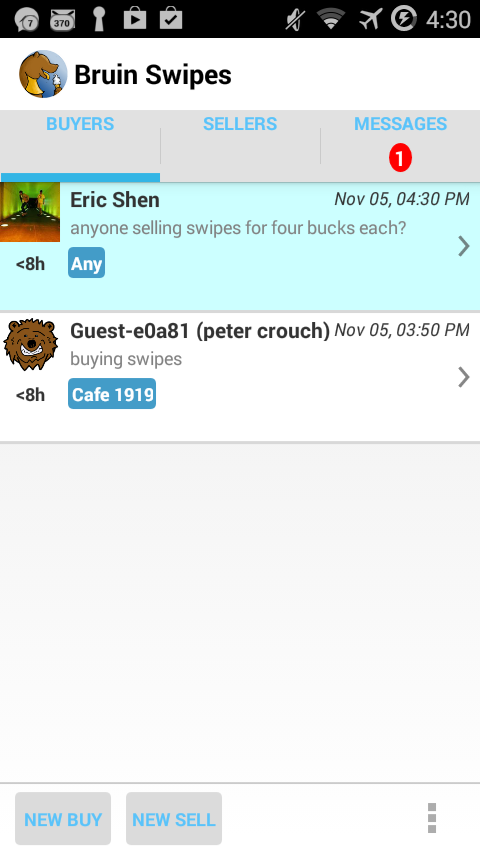 7 370 4:30
Bruin Swipes
BUYERS SELLERS MESSAGES
1
Eric Shen Nov 05, 04:30 PM
anyone selling swipes for four bucks each?
<8h Any
Guest-e0a81 (peter crouch) Nov 05, 03:50 PM
buying swipes
<8h Cafe 1919
NEW BUY NEW SELL